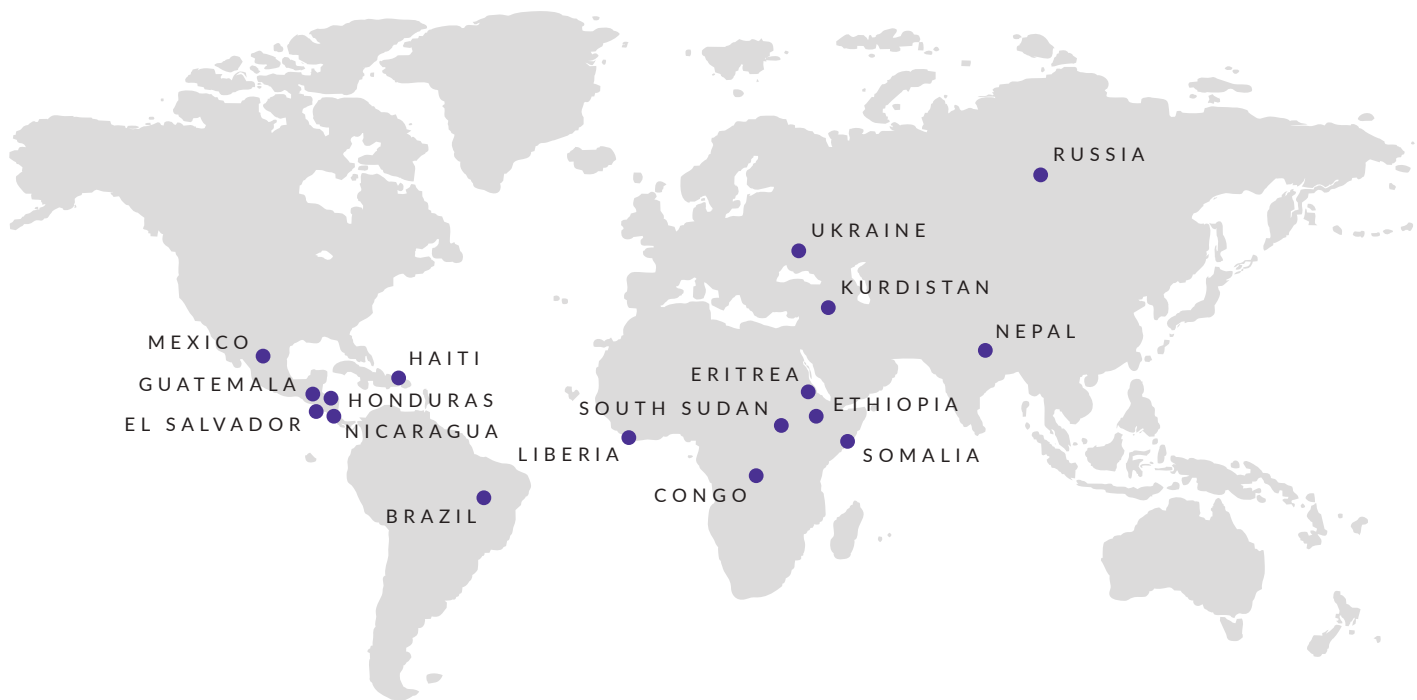 RUSSIA
UKRAINE
KURDISTAN
NEPAL
MEXICO
HAITI
ERITREA
GUATEMALA
HONDURAS
SOUTH SUDAN
ETHIOPIA
EL SALVADOR
NICARAGUA
LIBERIA
SOMALIA
CONGO
BRAZIL